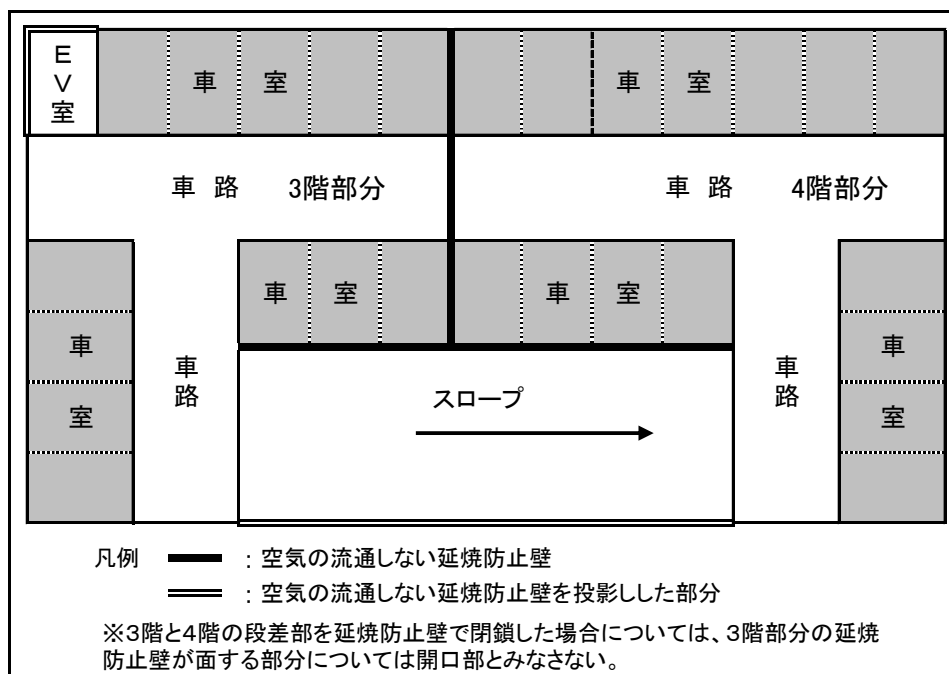 EV室
車 室
車 室
車 路 3階部分
車 路 4階部分
車 室
車 室
車 室
車路
スロープ
車路
車 室
凡例 : 空気の流通しない延焼防止壁
: 空気の流通しない延焼防止壁を投影しした部分
※3階と4階の段差部を延焼防止壁で閉鎖した場合については、3階部分の延焼
防止壁が面する部分については開口部とみなさない。